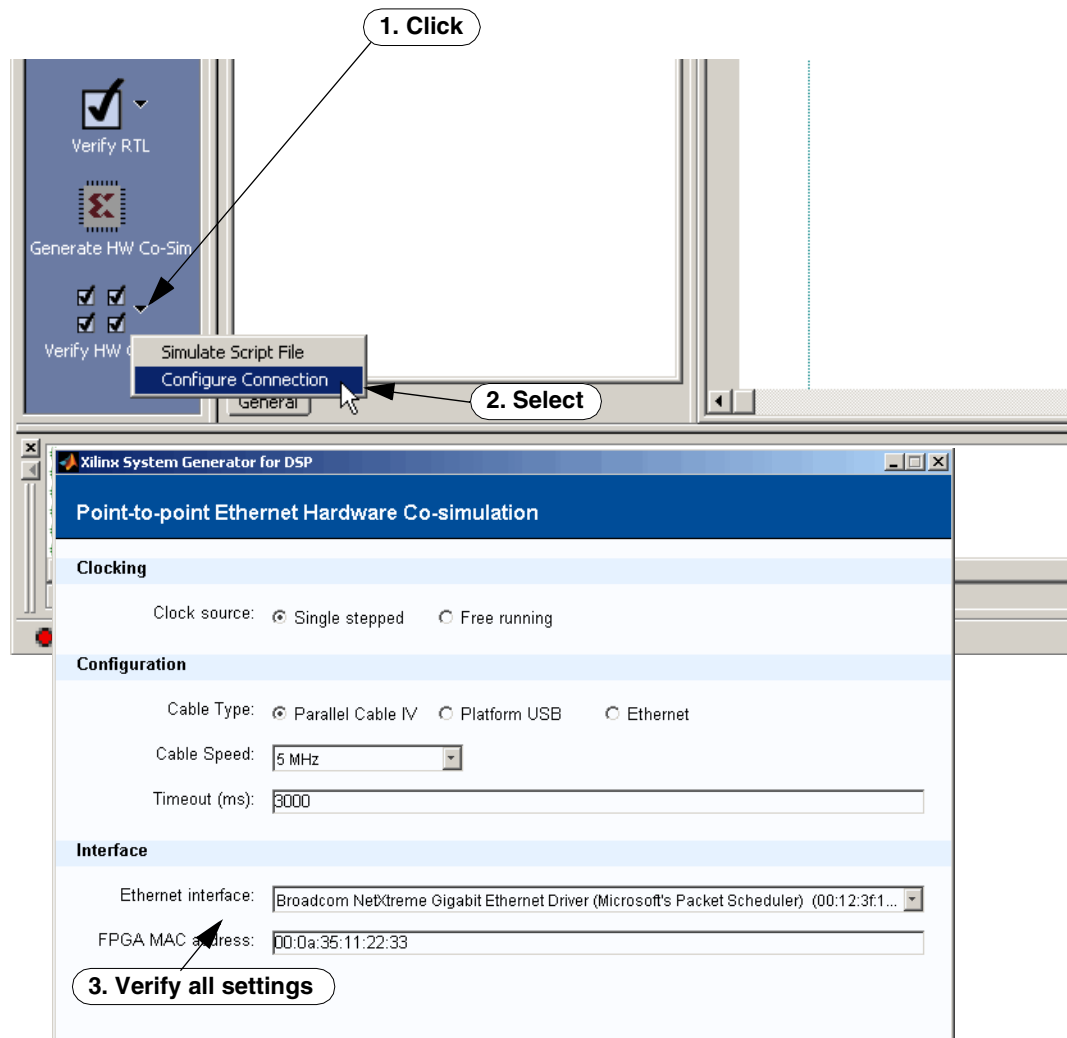 1. Click
Verify RTL
Generate HW Co-Sim
Verify HW
Simulate Script File
Configure Connection
2. Select
General
Xilinx System Generator for DSP
Point-to-point Ethernet Hardware Co-simulation
Clocking
Clock source: Single stepped Free running
Configuration
Cable Type: Parallel Cable IV Platform USB Ethernet
Cable Speed: 5 MHz
Timeout (ms): 3000
Interface
Ethernet interface: Broadcom NetXtreme Gigabit Ethernet Driver (Microsoft's Packet Scheduler) (00:12:3f:1...
FPGA MAC address: 00:0a:35:11:22:33
3. Verify all settings